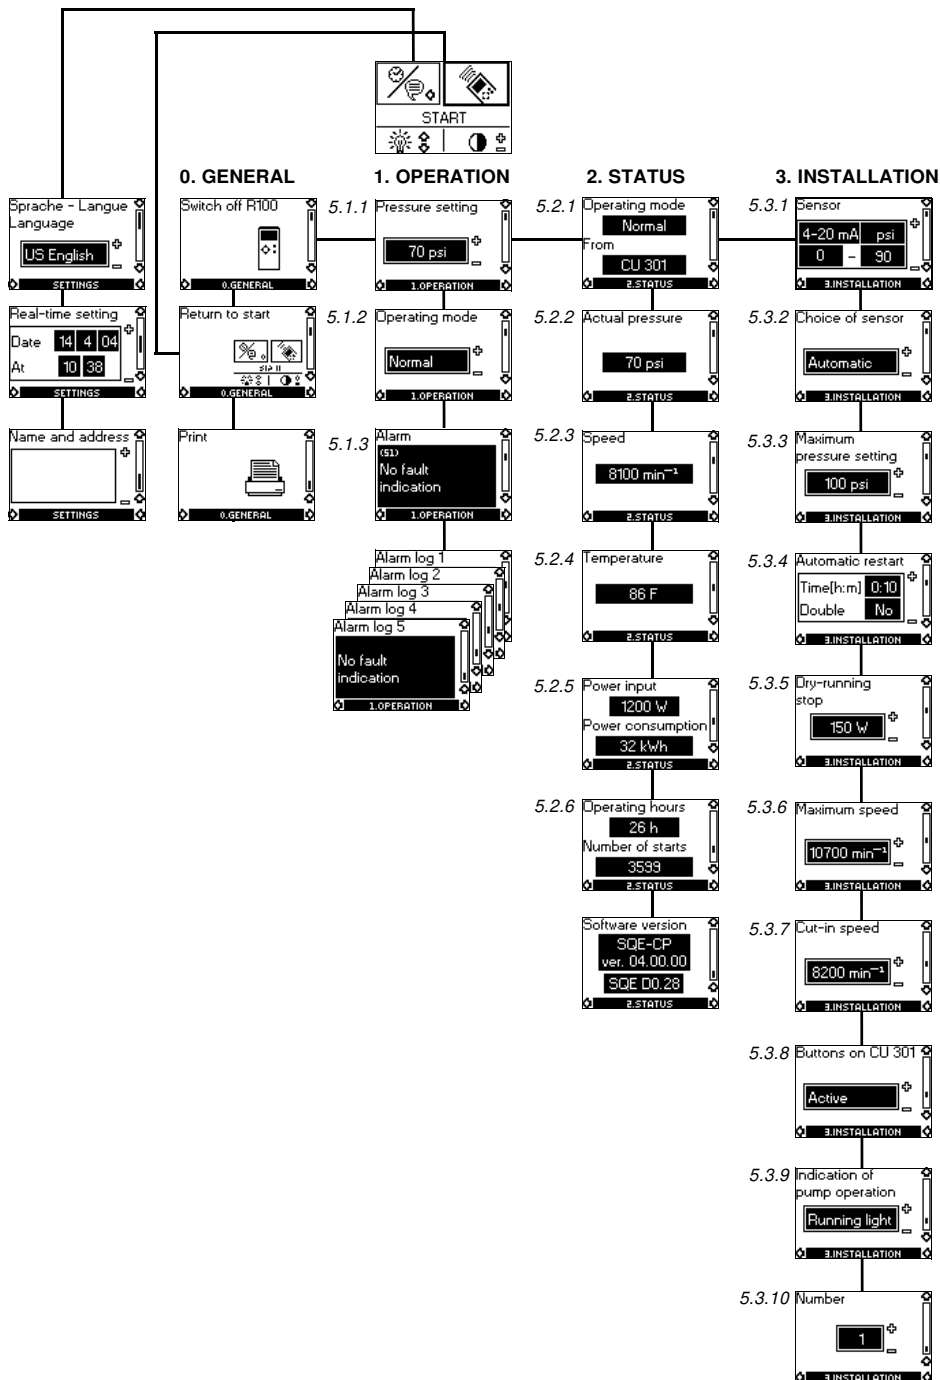 START
0. GENERAL
1. OPERATION
2. STATUS
3. INSTALLATION
Sprache - Langue
Language
US English
SETTINGS
Real-time setting
Date 14 4 04
At 10 38
SETTINGS
Name and address
SETTINGS
Switch off R100
0.GENERAL
Return to start
START
0.GENERAL
Print
0.GENERAL
5.1.1
Pressure setting
70 psi
1.OPERATION
5.1.2
Operating mode
Normal
1.OPERATION
5.1.3
Alarm
(51)
No fault
indication
1.OPERATION
Alarm log 1
Alarm log 2
Alarm log 3
Alarm log 4
Alarm log 5
No fault
indication
1.OPERATION
5.2.1
Operating mode
Normal
From
CU 301
2.STATUS
5.2.2
Actual pressure
70 psi
2.STATUS
5.2.3
Speed
8100 min⁻¹
2.STATUS
5.2.4
Temperature
86 F
2.STATUS
5.2.5
Power input
1200 W
Power consumption
32 kWh
2.STATUS
5.2.6
Operating hours
26 h
Number of starts
3599
2.STATUS
Software version
SQE-CP
ver. 04.00.00
SQE D0.28
2.STATUS
5.3.1
Sensor
4-20 mA psi
0 - 90
3.INSTALLATION
5.3.2
Choice of sensor
Automatic
3.INSTALLATION
5.3.3
Maximum
pressure setting
100 psi
3.INSTALLATION
5.3.4
Automatic restart
Time[h:m] 0:10
Double No
3.INSTALLATION
5.3.5
Dry-running
stop
150 W
3.INSTALLATION
5.3.6
Maximum speed
10700 min⁻¹
3.INSTALLATION
5.3.7
Cut-in speed
8200 min⁻¹
3.INSTALLATION
5.3.8
Buttons on CU 301
Active
3.INSTALLATION
5.3.9
Indication of
pump operation
Running light
3.INSTALLATION
5.3.10
Number
1
3.INSTALLATION